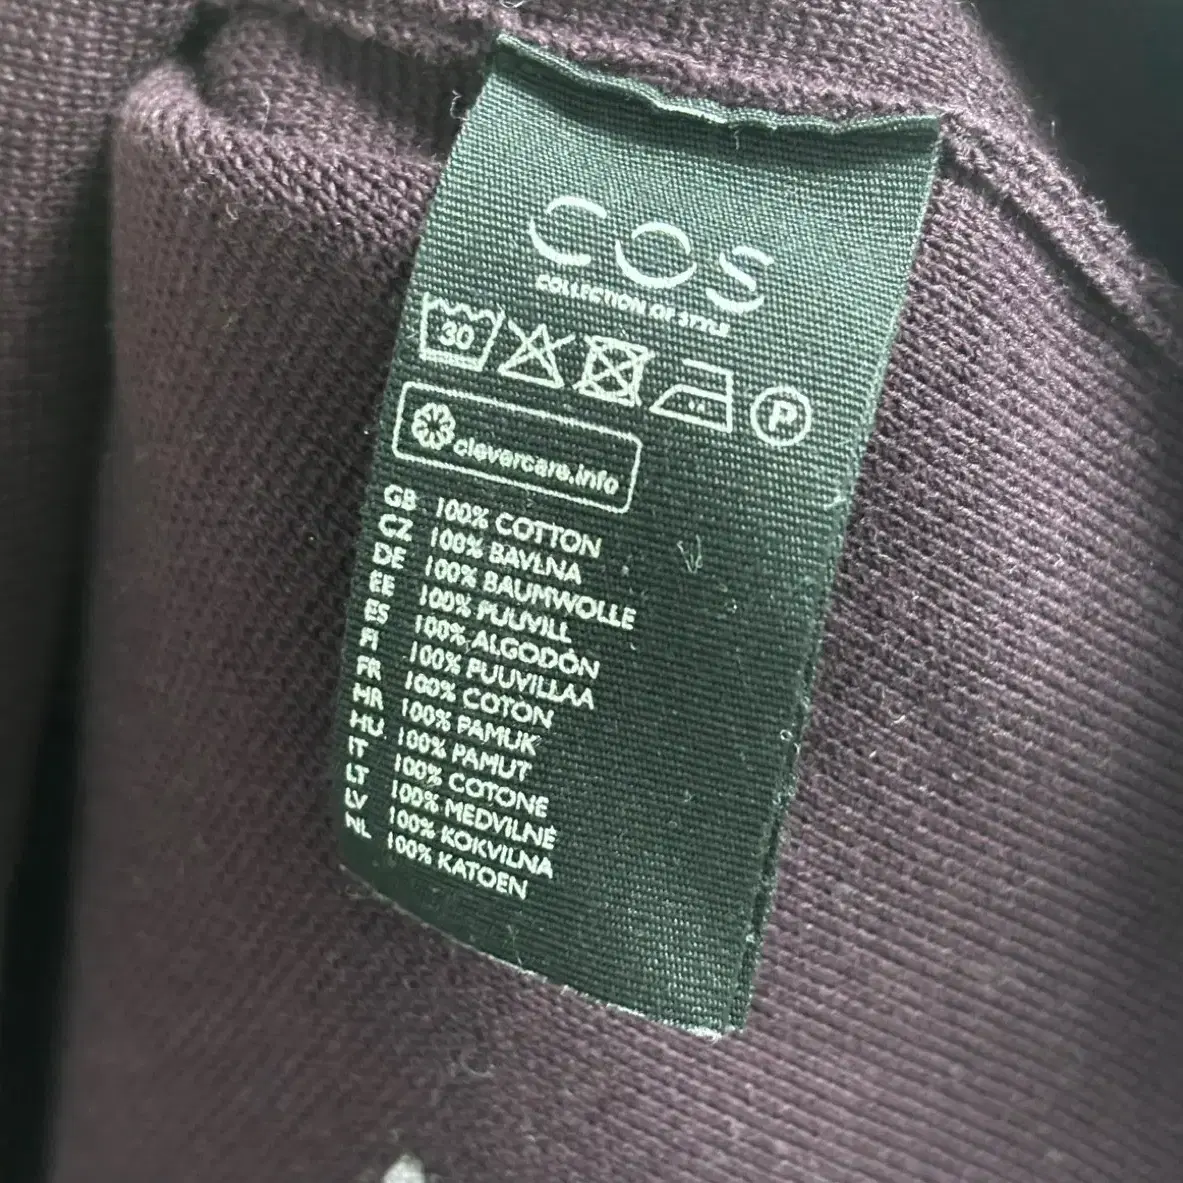 COS
COLLECTION OF STYLE
30 P
clevercare.info
GB 100% COTTON
CZ 100% BAVLNA
DE 100% BAUMWOLLE
EE 100% PUUVILL
ES 100% ALGODÓN
FI 100% PUUVILLAA
FR 100% COTON
HR 100% PAMUK
HU 100% PAMUT
IT 100% COTONE
LT 100% MEDVILNĖ
LV 100% KOKVILNA
NL 100% KATOEN